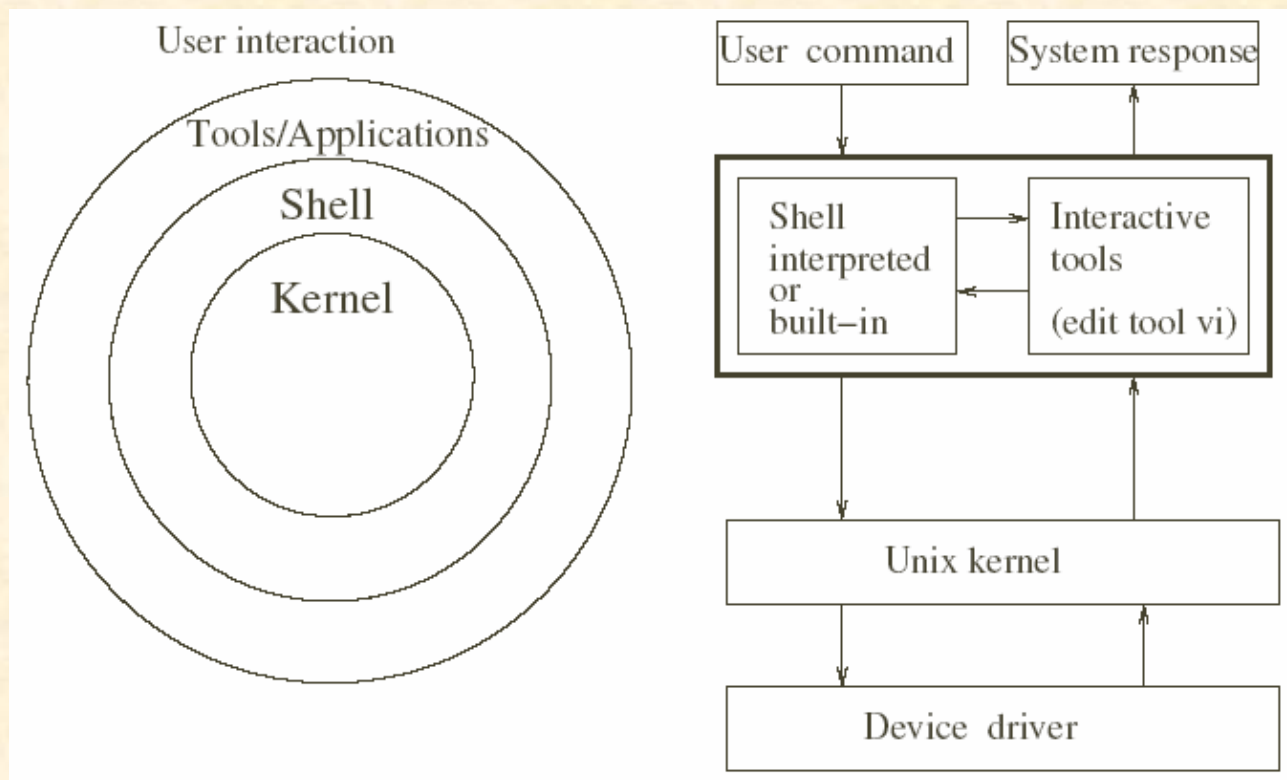 User interaction
Tools/Applications
Shell
Kernel
User command
System response
Shell
interpreted
or
built–in
Interactive
tools
(edit tool vi)
Unix kernel
Device driver